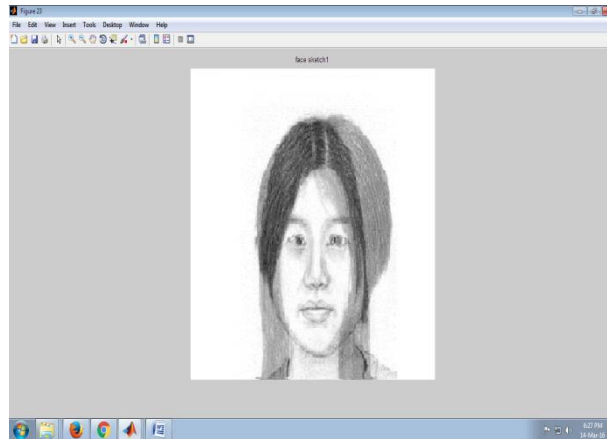 Figure 23
File Edit View Insert Tools Desktop Window Help
face sketch1
6:27 PM
14-Mar-16